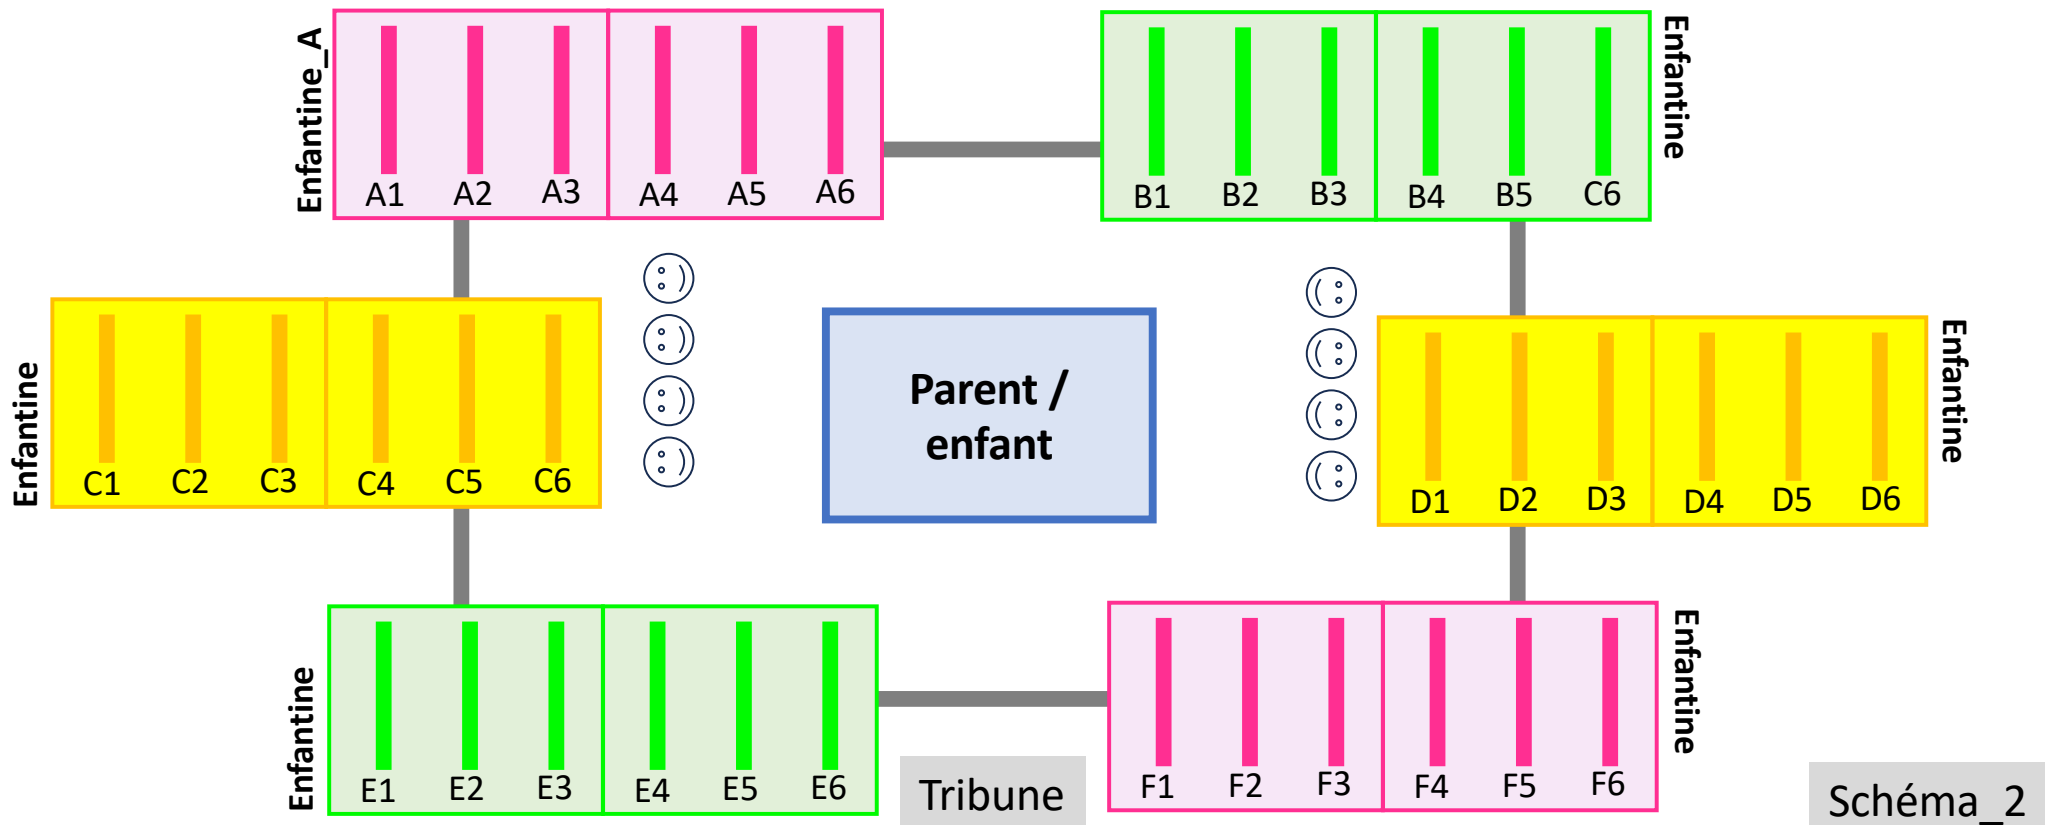 Enfantine_A
A1 A2 A3 A4 A5 A6
B1 B2 B3 B4 B5 C6
Enfantine
Enfantine
C1 C2 C3 C4 C5 C6
Parent /
enfant
D1 D2 D3 D4 D5 D6
Enfantine
Enfantine
E1 E2 E3 E4 E5 E6
Tribune
F1 F2 F3 F4 F5 F6
Enfantine
Schéma_2